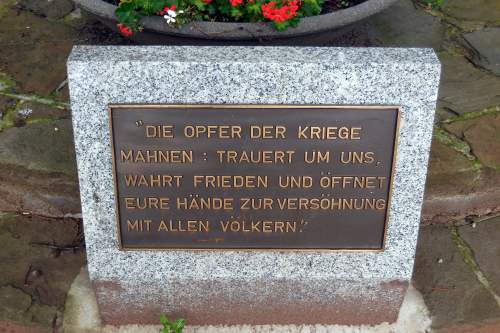 "DIE OPFER DER KRIEGE
MAHNEN : TRAUERT UM UNS,
WAHRT FRIEDEN UND ÖFFNET
EURE HÄNDE ZUR VERSÖHNUNG
MIT ALLEN VÖLKERN."